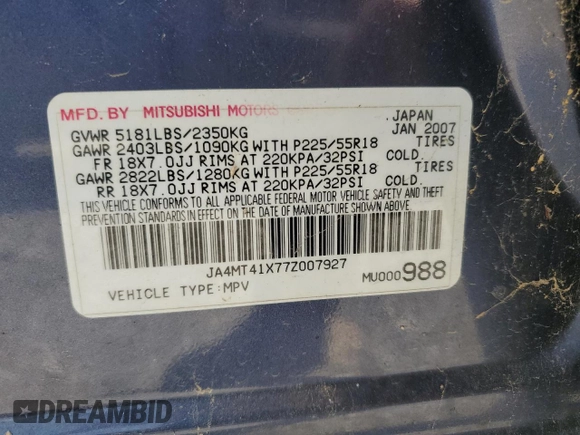 MFD. BY MITSUBISHI MOTORS JAPAN
GVWR 5181LBS/2350KG JAN 2007
GAWR 2403LBS/1090KG WITH P225/55R18 TIRES
FR 18X7.0JJ RIMS AT 220KPA/32PSI COLD.
GAWR 2822LBS/1280KG WITH P225/55R18 TIRES
RR 18X7.0JJ RIMS AT 220KPA/32PSI COLD.
THIS VEHICLE CONFORMS TO ALL APPLICABLE FEDERAL MOTOR VEHICLE SAFETY AND THEFT
PREVENTION STANDARDS IN EFFECT ON THE DATE OF MANUFACTURE SHOWN ABOVE.
JA4MT41X77Z007927
VEHICLE TYPE:MPV MU000988
DREAMBID